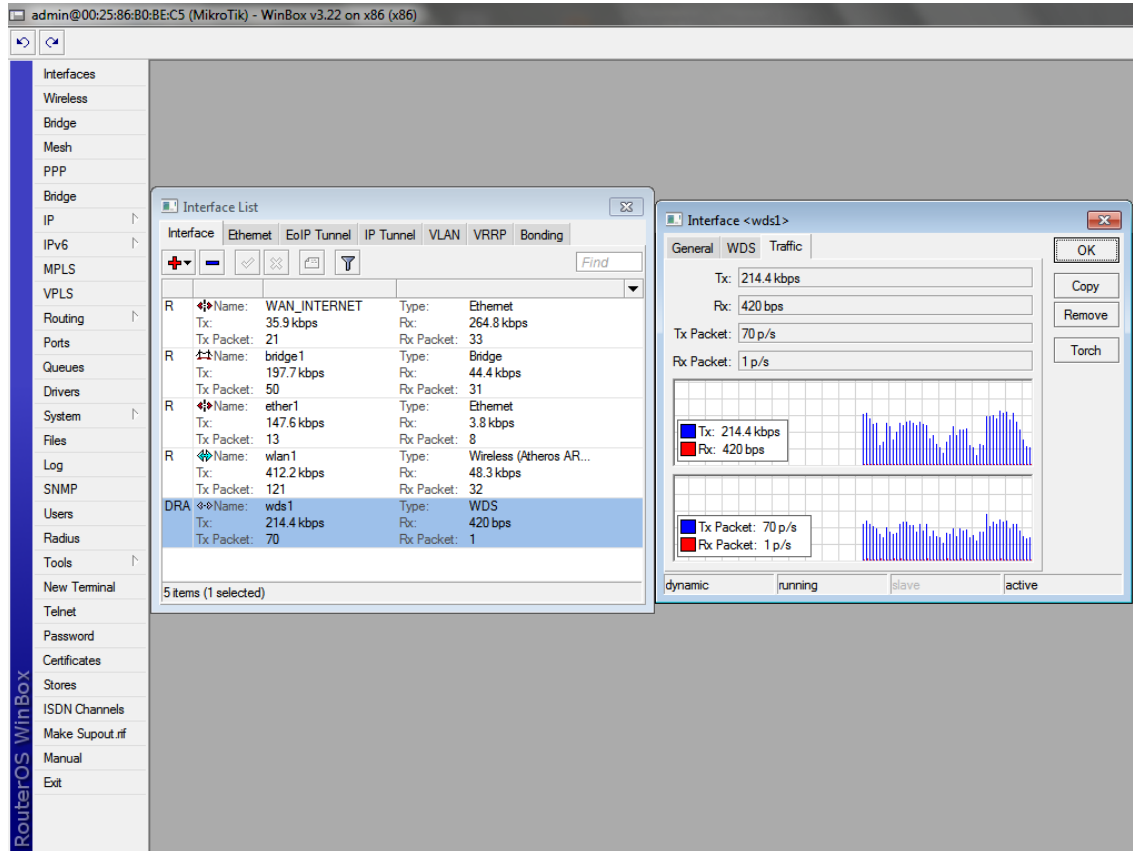 admin@00:25:86:B0:BE:C5 (MikroTik) - WinBox v3.22 on x86 (x86)
Interfaces
Wireless
Bridge
Mesh
PPP
Bridge
IP
IPv6
MPLS
VPLS
Routing
Ports
Queues
Drivers
System
Files
Log
SNMP
Users
Radius
Tools
New Terminal
Telnet
Password
Certificates
Stores
ISDN Channels
Make Supout.rif
Manual
Exit
RouterOS WinBox
Interface List
Interface Ethernet EoIP Tunnel IP Tunnel VLAN VRRP Bonding
Find
R Name: WAN_INTERNET Type: Ethernet
Tx: 35.9 kbps Rx: 264.8 kbps
Tx Packet: 21 Rx Packet: 33
R Name: bridge1 Type: Bridge
Tx: 197.7 kbps Rx: 44.4 kbps
Tx Packet: 50 Rx Packet: 31
R Name: ether1 Type: Ethernet
Tx: 147.6 kbps Rx: 3.8 kbps
Tx Packet: 13 Rx Packet: 8
R Name: wlan1 Type: Wireless (Atheros AR...
Tx: 412.2 kbps Rx: 48.3 kbps
Tx Packet: 121 Rx Packet: 32
DRA Name: wds1 Type: WDS
Tx: 214.4 kbps Rx: 420 bps
Tx Packet: 70 Rx Packet: 1
5 items (1 selected)
Interface <wds1>
General WDS Traffic
OK
Copy
Remove
Torch
Tx: 214.4 kbps
Rx: 420 bps
Tx Packet: 70 p/s
Rx Packet: 1 p/s
Tx: 214.4 kbps
Rx: 420 bps
Tx Packet: 70 p/s
Rx Packet: 1 p/s
dynamic running slave active